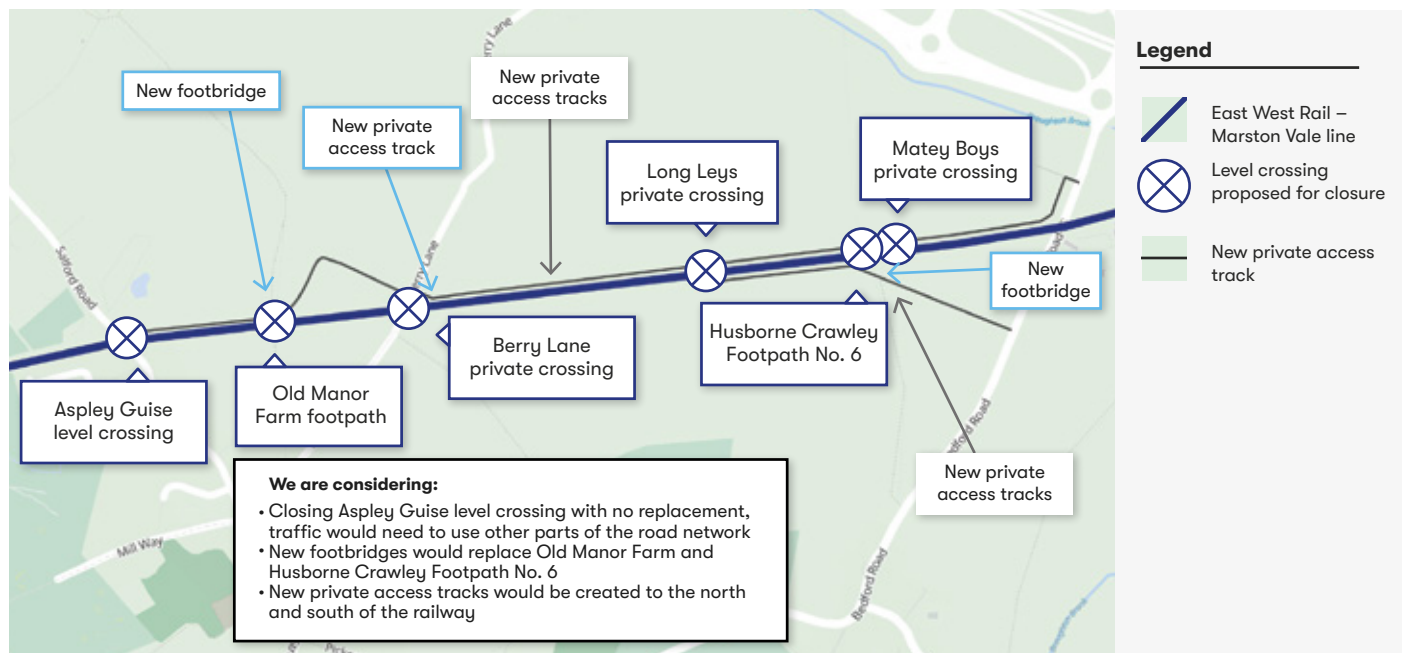 New footbridge
New private
access track
New private
access tracks
Long Leys
private crossing
Matey Boys
private crossing
New
footbridge
Aspley Guise
level crossing
Old Manor
Farm footpath
Berry Lane
private crossing
Husborne Crawley
Footpath No. 6
New private
access tracks
Salford Road
Mill Way
Bedford Road
We are considering:
• Closing Aspley Guise level crossing with no replacement,
traffic would need to use other parts of the road network
• New footbridges would replace Old Manor Farm and
Husborne Crawley Footpath No. 6
• New private access tracks would be created to the north
and south of the railway
Legend
East West Rail –
Marston Vale line
Level crossing
proposed for closure
New private access
track